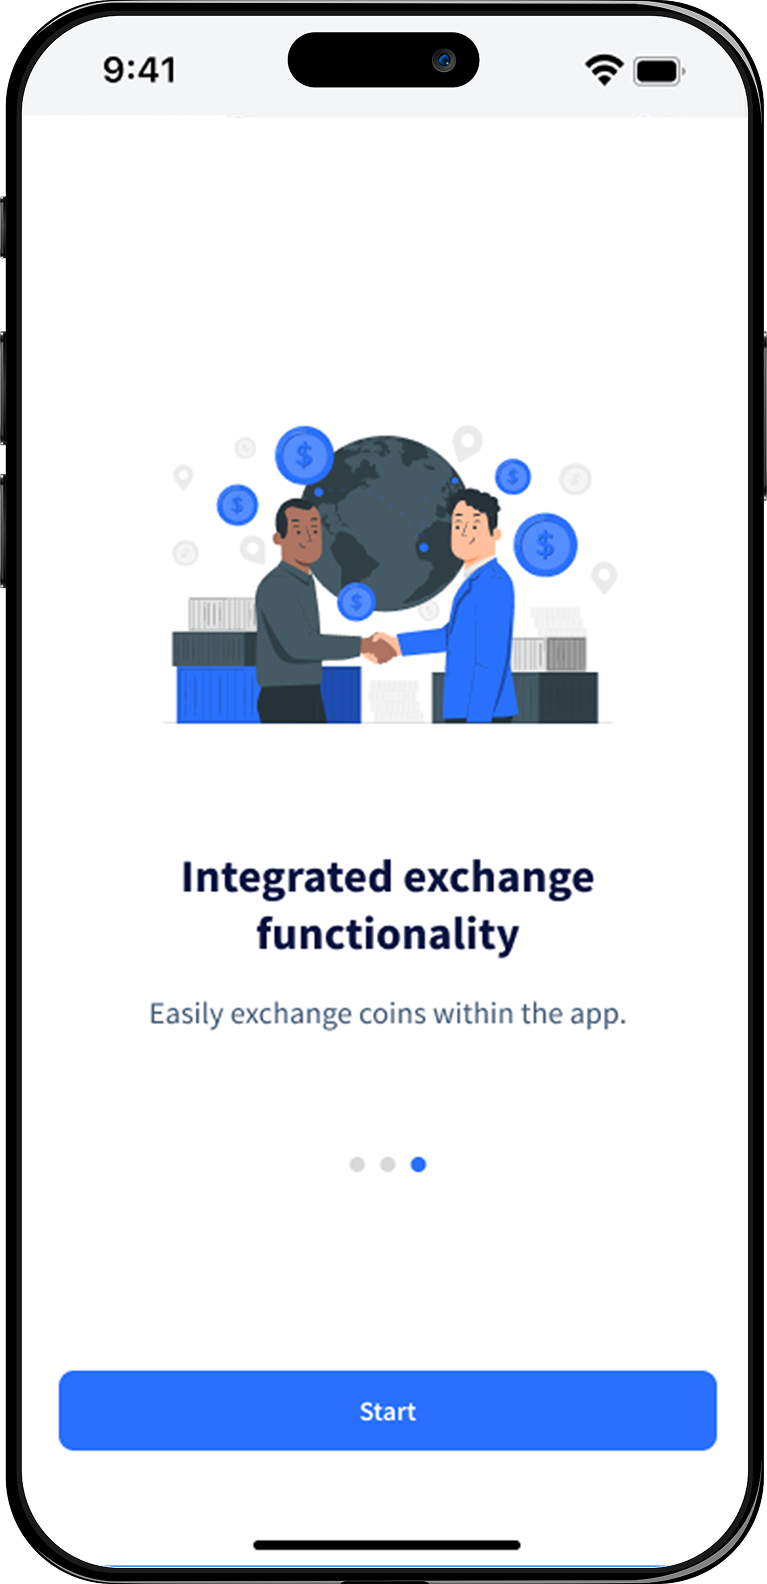 9:41
Integrated exchange
functionality
Easily exchange coins within the app.
Start